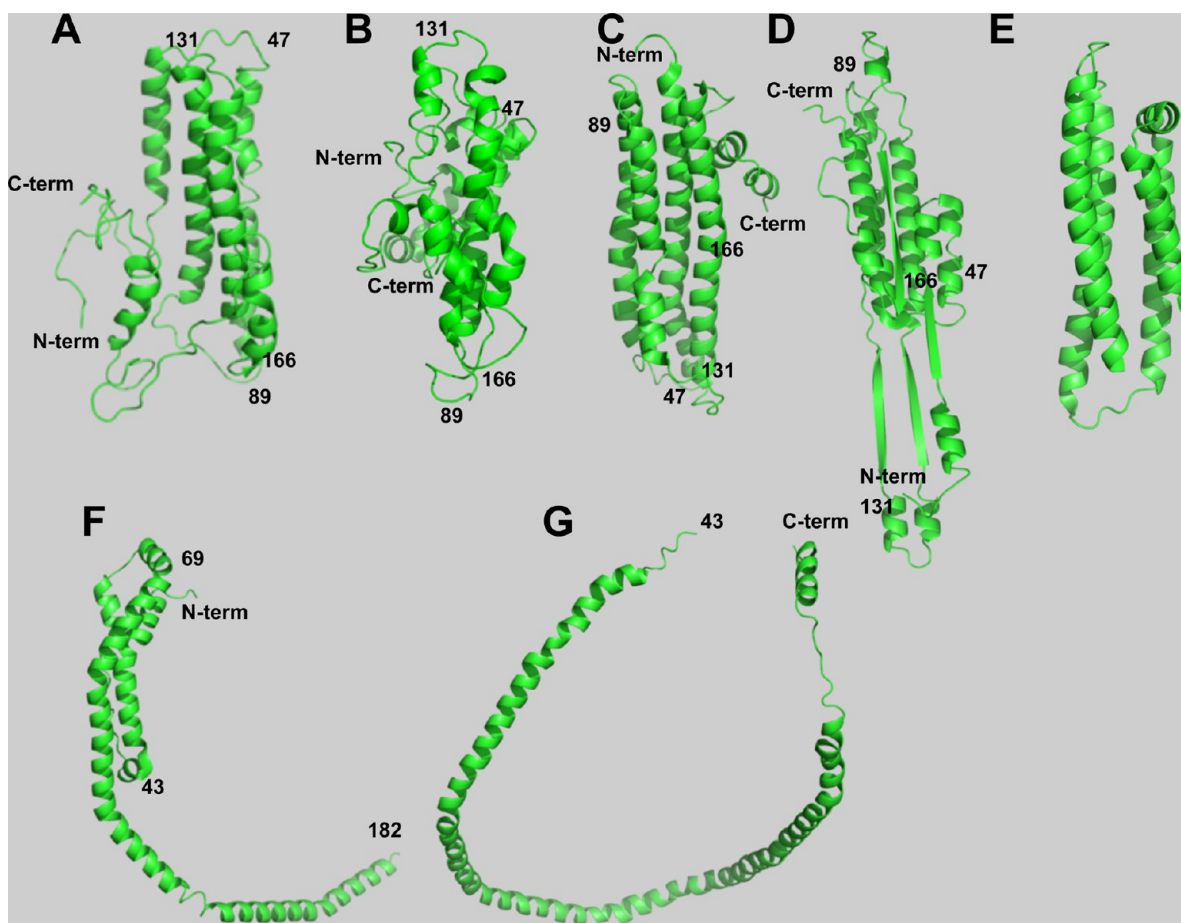 A
131
47
C-term
N-term
166
89
B
131
47
N-term
C-term
166
89
C
N-term
89
C-term
166
131
47
D
89
C-term
166
47
N-term
131
E
F
69
N-term
43
182
G
43
C-term